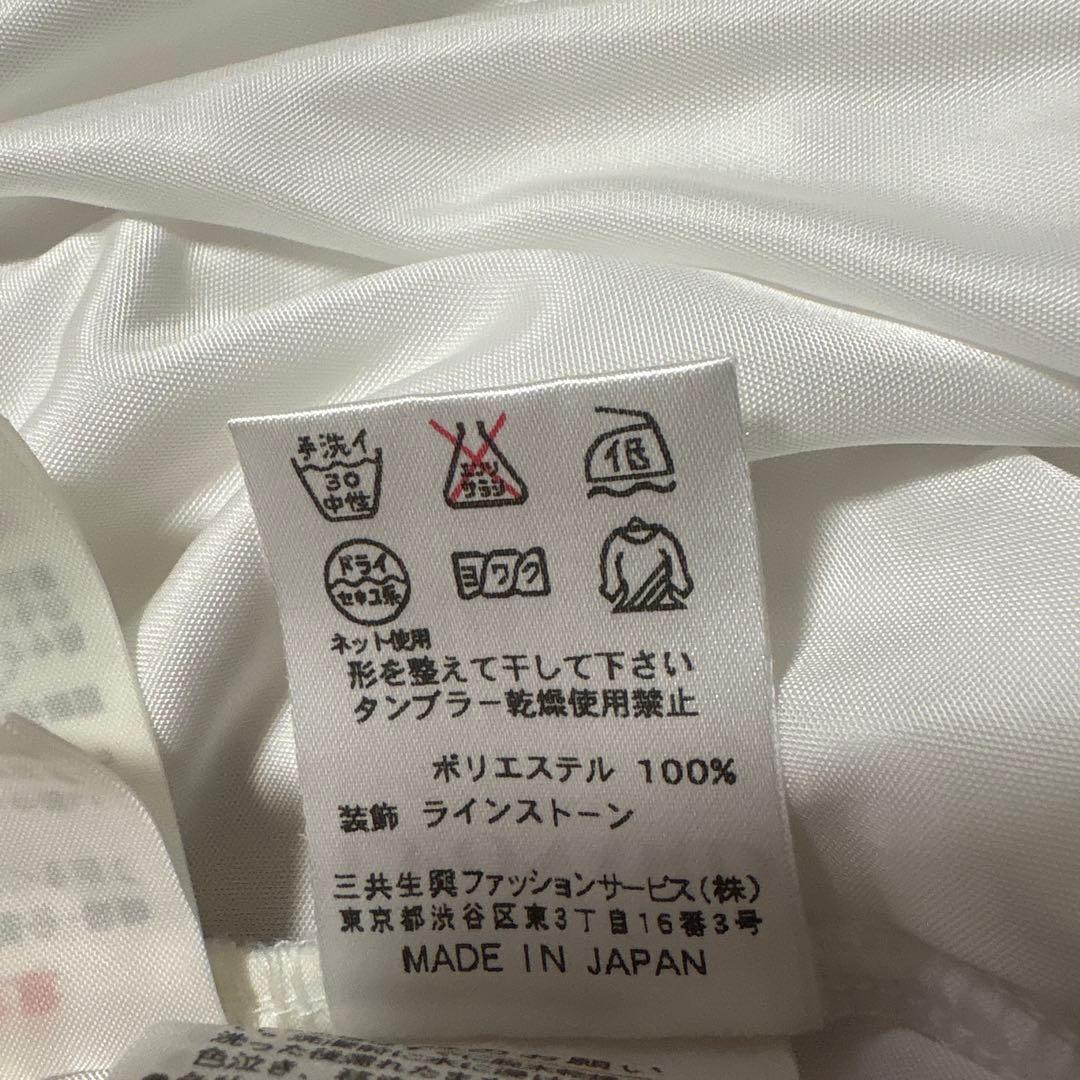 手洗イ
30
中性
エンソ
サラシ
低
ドライ
セキユ系
ヨワク
ネット使用
形を整えて干して下さい
タンブラー乾燥使用禁止
ポリエステル 100%
装飾 ラインストーン
三共生興ファッションサービス(株)
東京都渋谷区東3丁目16番3号
MADE IN JAPAN
色泣き、